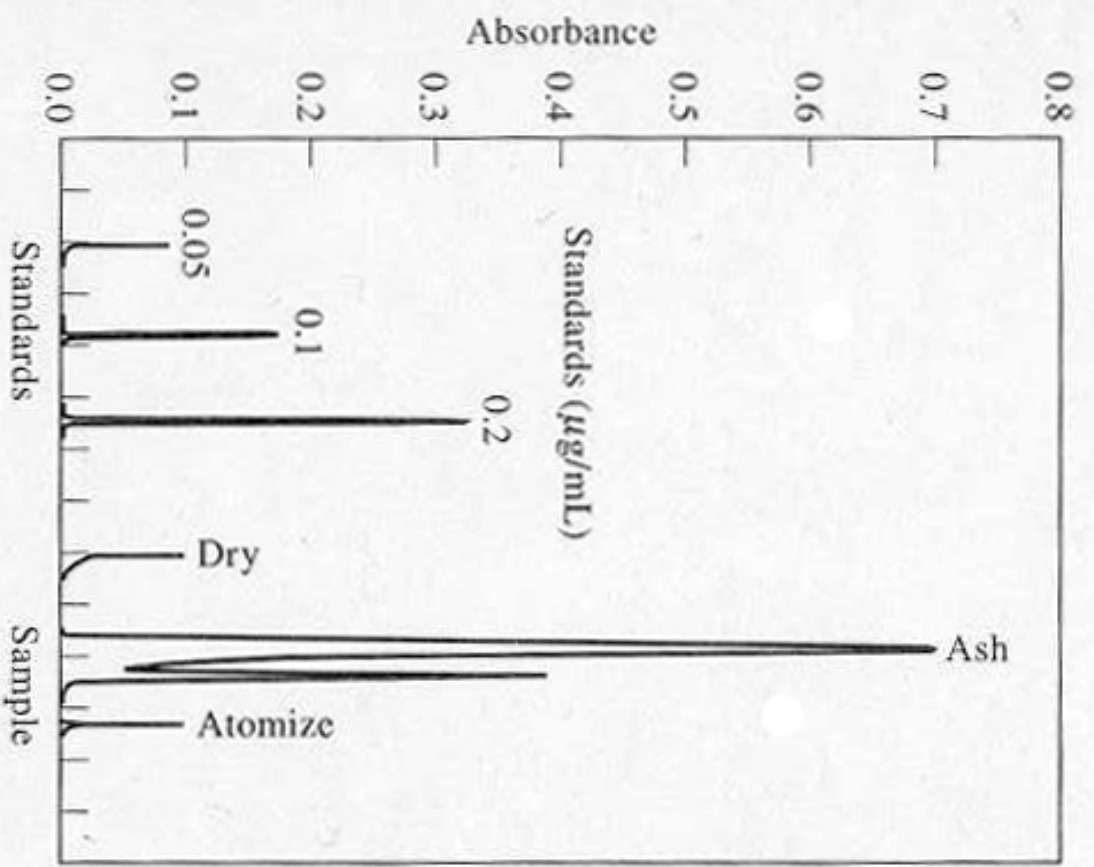 Absorbance
0.0 0.1 0.2 0.3 0.4 0.5 0.6 0.7 0.8
Standards (μg/mL)
0.05
0.1
0.2
Dry
Ash
Atomize
Standards
Sample